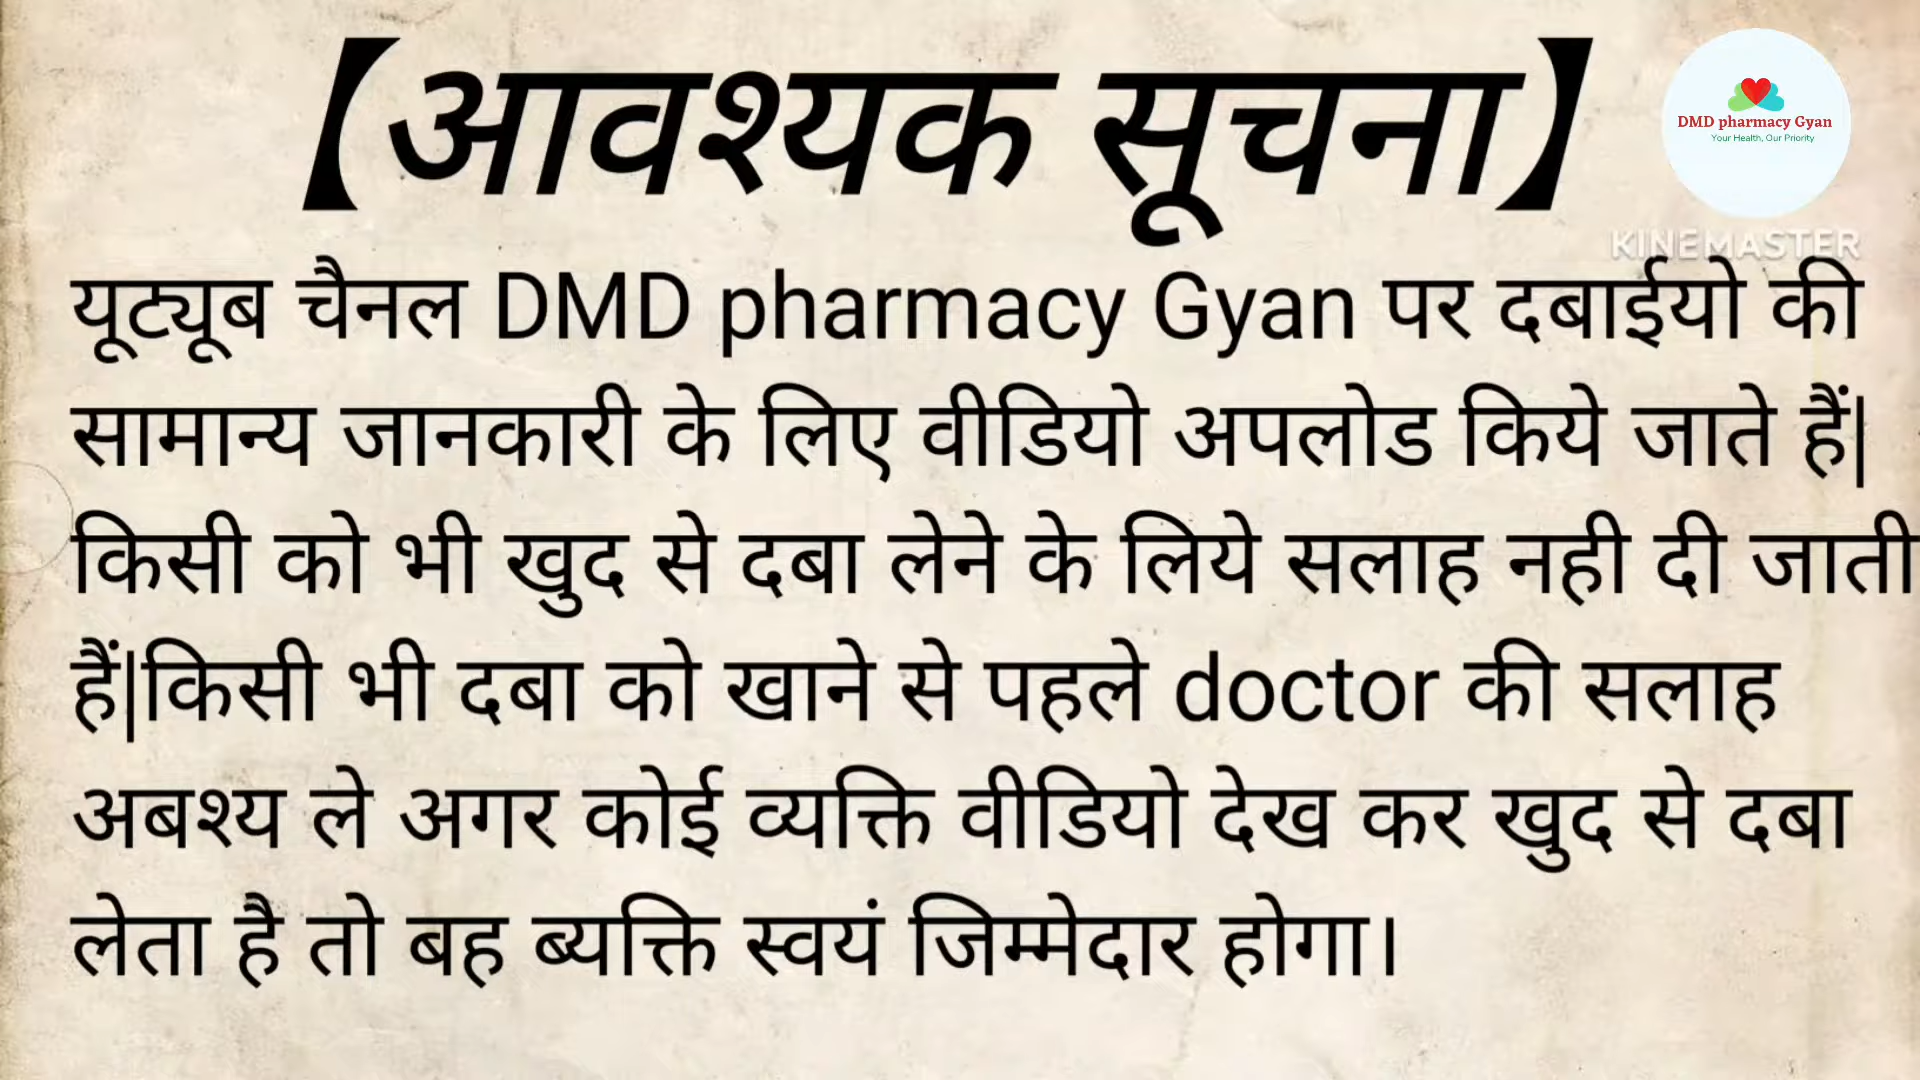 【आवश्यक सूचना】
DMD pharmacy Gyan
Your Health, Our Priority
KINEMASTER
यूट्यूब चैनल DMD pharmacy Gyan पर दबाईयो की
सामान्य जानकारी के लिए वीडियो अपलोड किये जाते हैं|
किसी को भी खुद से दबा लेने के लिये सलाह नही दी जाती
हैं|किसी भी दबा को खाने से पहले doctor की सलाह
अबश्य ले अगर कोई व्यक्ति वीडियो देख कर खुद से दबा
लेता है तो बह ब्यक्ति स्वयं जिम्मेदार होगा।